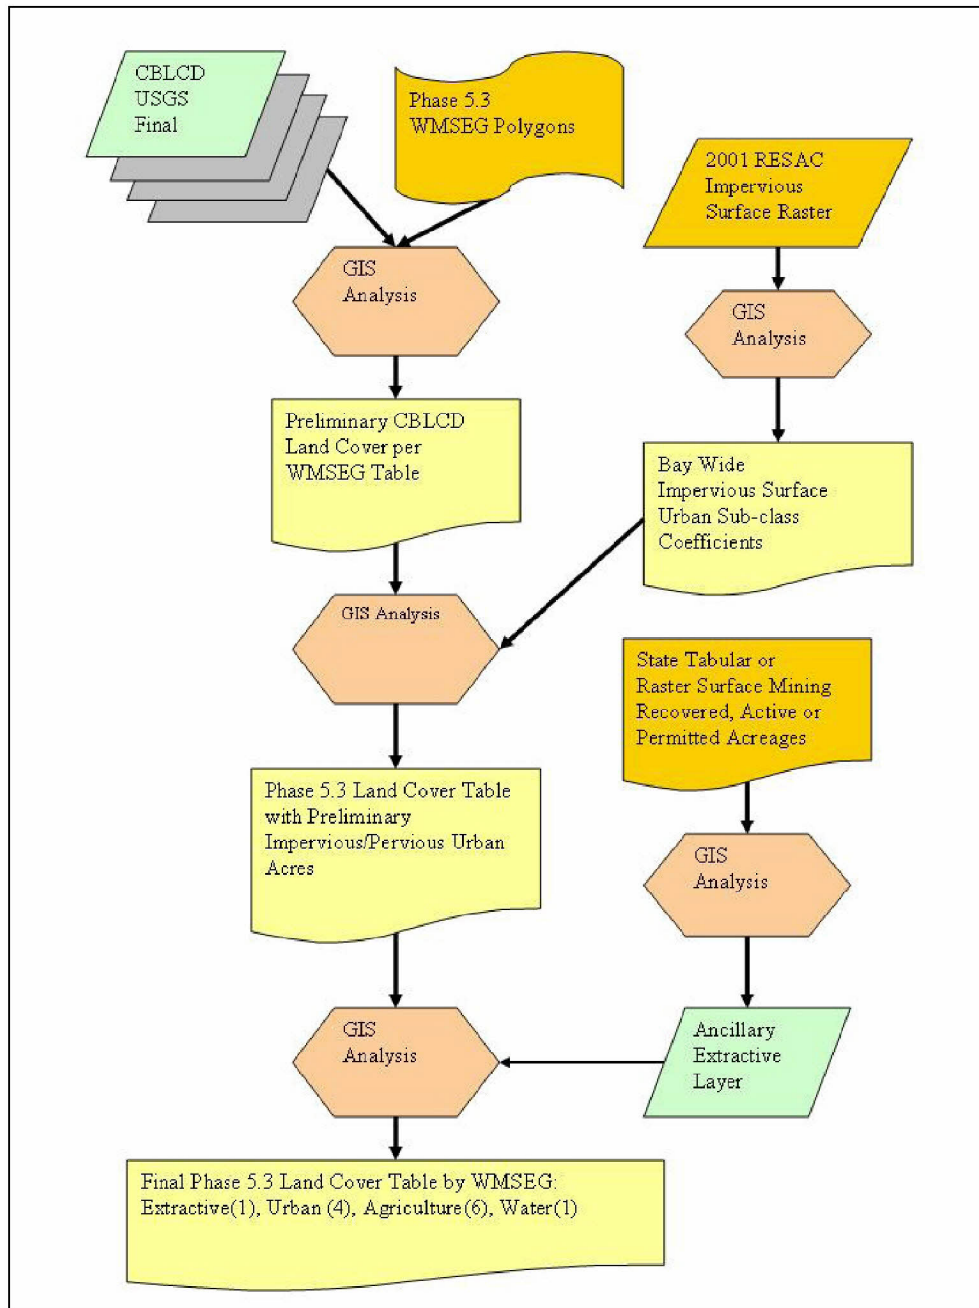 CBLCD
USGS
Final
Phase 5.3
WMSEG Polygons
2001 RESAC
Impervious
Surface Raster
GIS
Analysis
GIS
Analysis
Preliminary CBLCD
Land Cover per
WMSEG Table
Bay Wide
Impervious Surface
Urban Sub-class
Coefficients
GIS Analysis
State Tabular or
Raster Surface Mining
Recovered, Active or
Permitted Acreages
Phase 5.3 Land Cover Table
with Preliminary
Impervious/Pervious Urban
Acres
GIS
Analysis
GIS
Analysis
Ancillary
Extractive
Layer
Final Phase 5.3 Land Cover Table by WMSEG:
Extractive(1), Urban (4), Agriculture(6), Water(1)